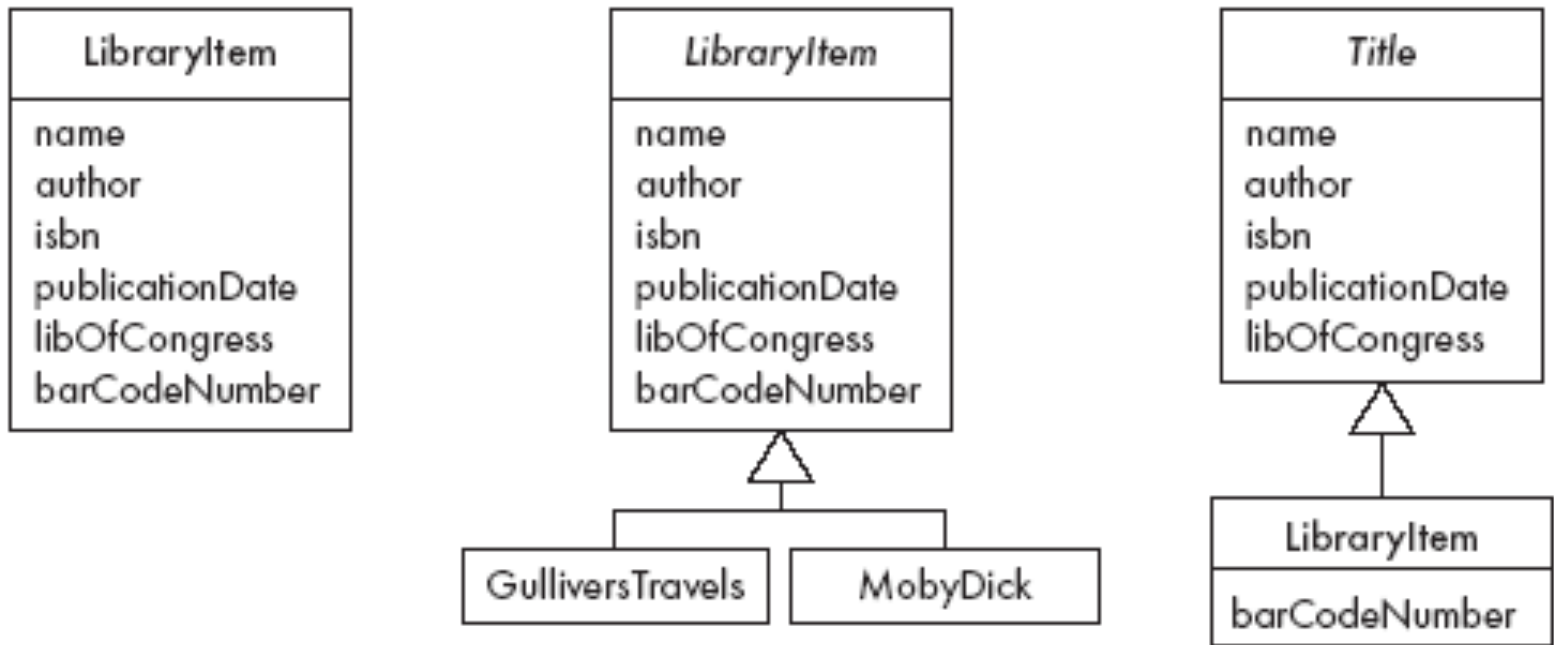 LibraryItem
name
author
isbn
publicationDate
libOfCongress
barCodeNumber
LibraryItem
name
author
isbn
publicationDate
libOfCongress
barCodeNumber
GulliversTravels
MobyDick
Title
name
author
isbn
publicationDate
libOfCongress
LibraryItem
barCodeNumber